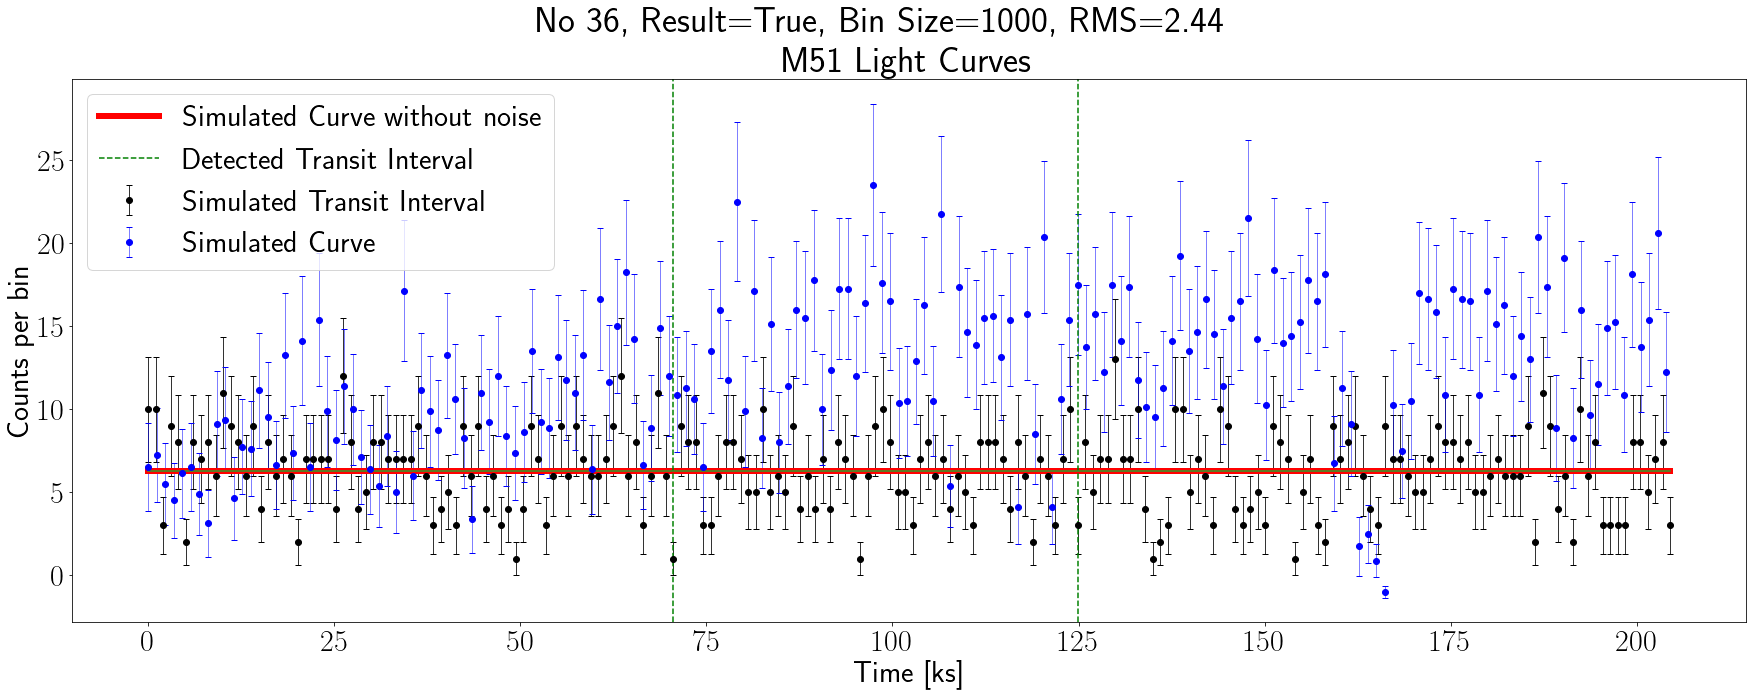 No 36, Result=True, Bin Size=1000, RMS=2.44
M51 Light Curves
Simulated Curve without noise
Detected Transit Interval
Simulated Transit Interval
Simulated Curve
Counts per bin
25
20
15
10
5
0
0 25 50 75 100 125 150 175 200
Time [ks]